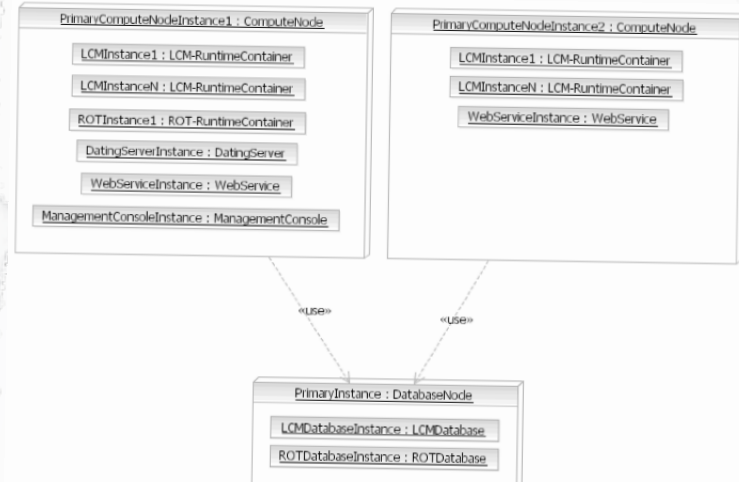 PrimaryComputeNodeInstance1 : ComputeNode
LCMInstance1 : LCM-RuntimeContainer
LCMInstanceN : LCM-RuntimeContainer
ROTInstance1 : ROT-RuntimeContainer
DatingServerInstance : DatingServer
WebServiceInstance : WebService
ManagementConsoleInstance : ManagementConsole
PrimaryComputeNodeInstance2 : ComputeNode
LCMInstance1 : LCM-RuntimeContainer
LCMInstanceN : LCM-RuntimeContainer
WebServiceInstance : WebService
«use»
«use»
PrimaryInstance : DatabaseNode
LCMDatabaseInstance : LCMDatabase
ROTDatabaseInstance : ROTDatabase